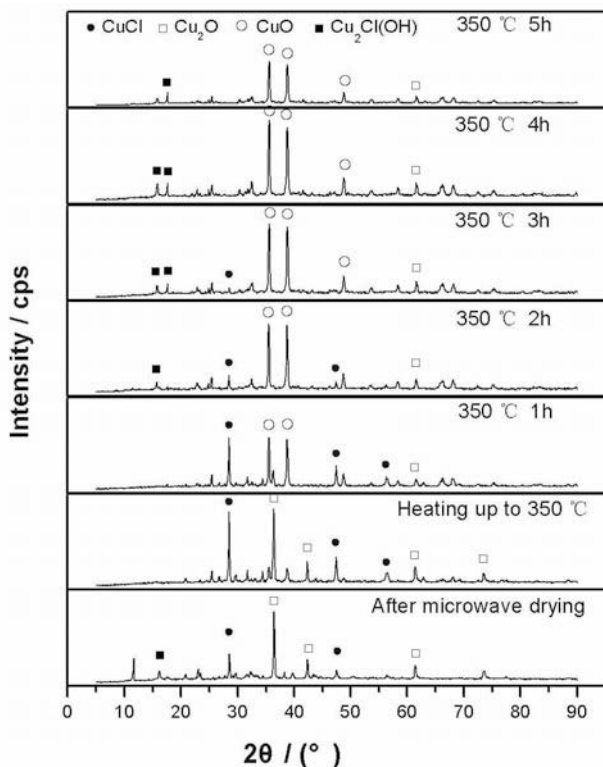 ● CuCl □ Cu₂O ○ CuO ■ Cu₂Cl(OH)
350 ℃ 5h
350 ℃ 4h
350 ℃ 3h
350 ℃ 2h
350 ℃ 1h
Heating up to 350 ℃
After microwave drying
Intensity / cps
0 10 20 30 40 50 60 70 80 90
2θ / (°)